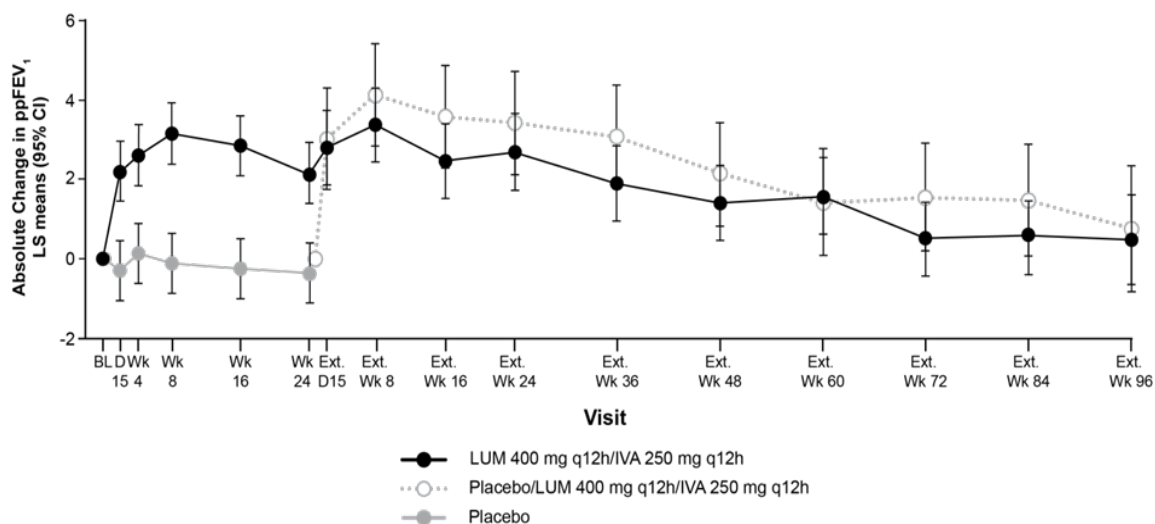 Absolute Change in ppFEV₁
LS means (95% CI)
6
4
2
0
-2
BL
D
15
Wk
4
Wk
8
Wk
16
Wk
24
Ext.
D15
Ext.
Wk 8
Ext.
Wk 16
Ext.
Wk 24
Ext.
Wk 36
Ext.
Wk 48
Ext.
Wk 60
Ext.
Wk 72
Ext.
Wk 84
Ext.
Wk 96
Visit
LUM 400 mg q12h/IVA 250 mg q12h
Placebo/LUM 400 mg q12h/IVA 250 mg q12h
Placebo